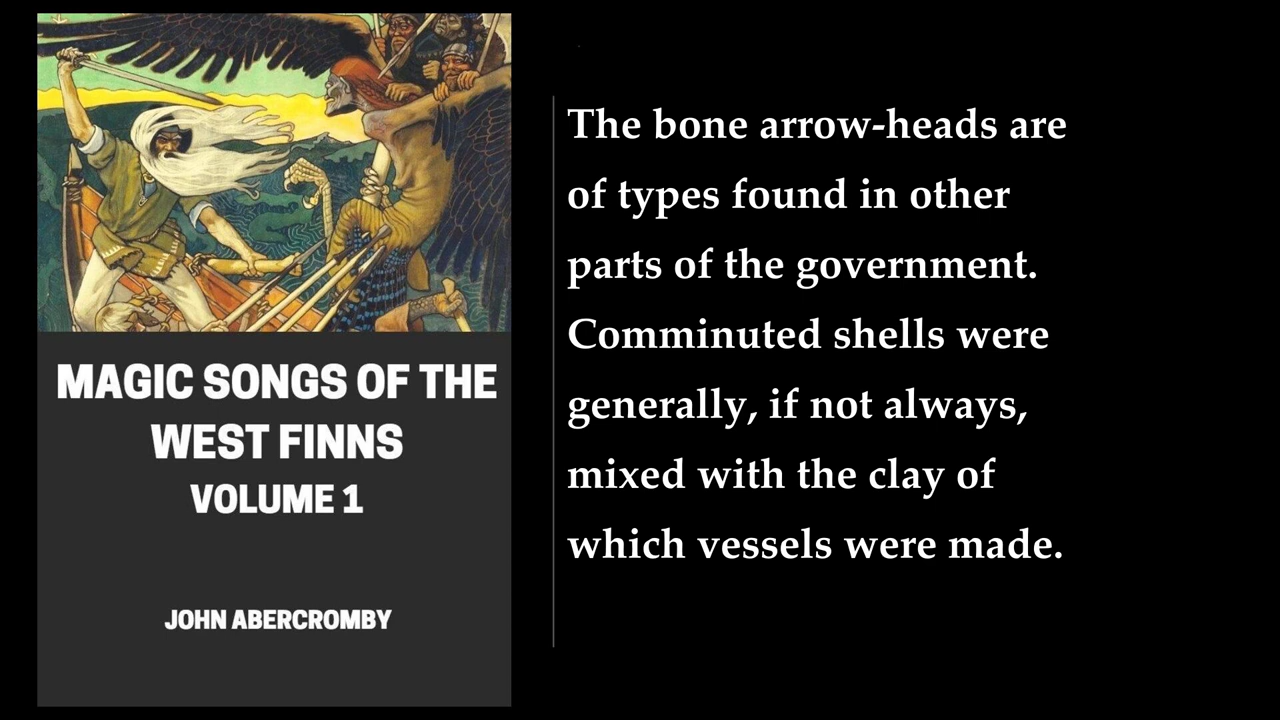 MAGIC SONGS OF THE
WEST FINNS
VOLUME 1
JOHN ABERCROMBY
The bone arrow-heads are
of types found in other
parts of the government.
Comminuted shells were
generally, if not always,
mixed with the clay of
which vessels were made.